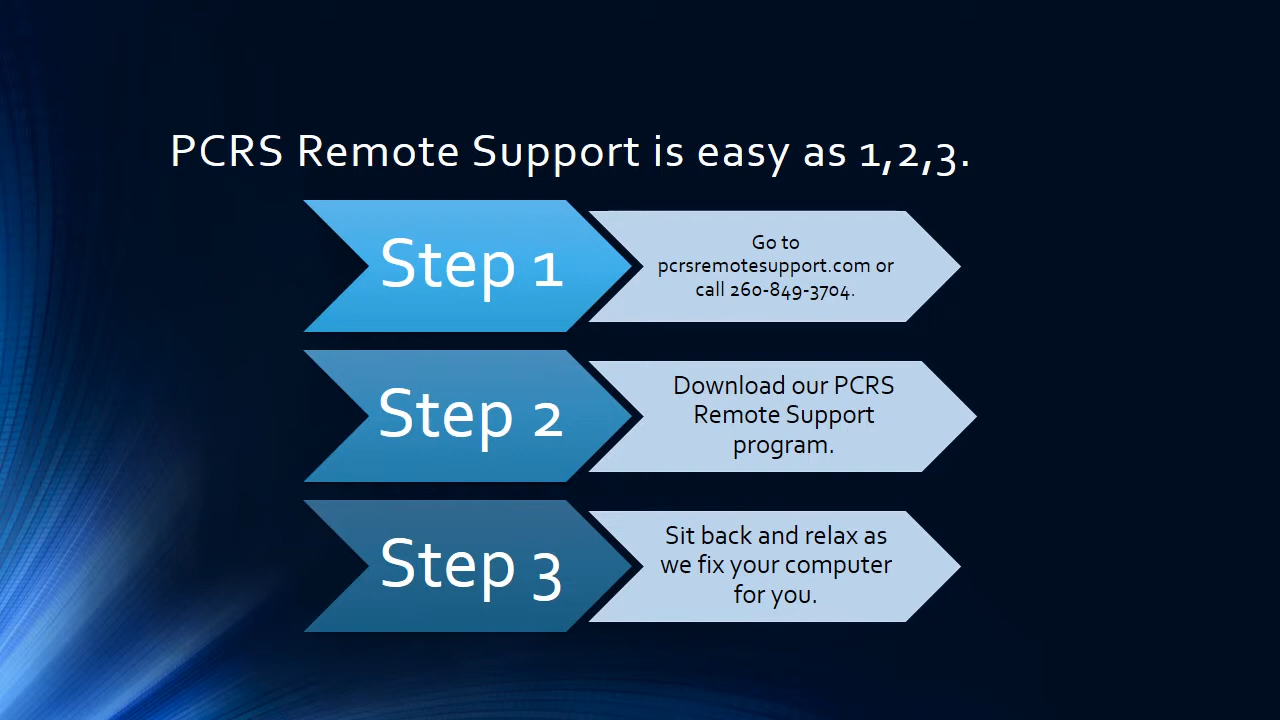 PCRS Remote Support is easy as 1,2,3.
Step 1
Go to
pcrsremotesupport.com or
call 260-849-3704.
Step 2
Download our PCRS
Remote Support
program.
Step 3
Sit back and relax as
we fix your computer
for you.